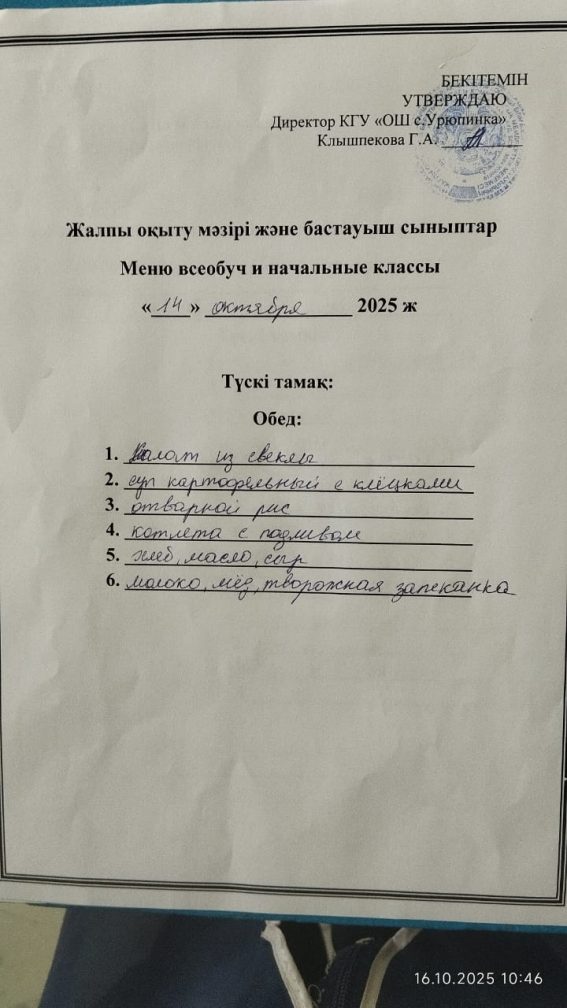 БЕКІТЕМІН
УТВЕРЖДАЮ
Директор КГУ «ОШ с.Урюпинка»
Клышпекова Г.А.
Жалпы оқыту мәзірі және бастауыш сыныптар
Меню всеобуч и начальные классы
« 14 » октября 2025 ж
Түскі тамақ:
Обед:
1. Салат из свеклы
2. суп картофельный с клёцками
3. отварной рис
4. котлета с подливом
5. хлеб, масло, сыр
6. молоко, мёд, творожная запеканка
16.10.2025 10:46